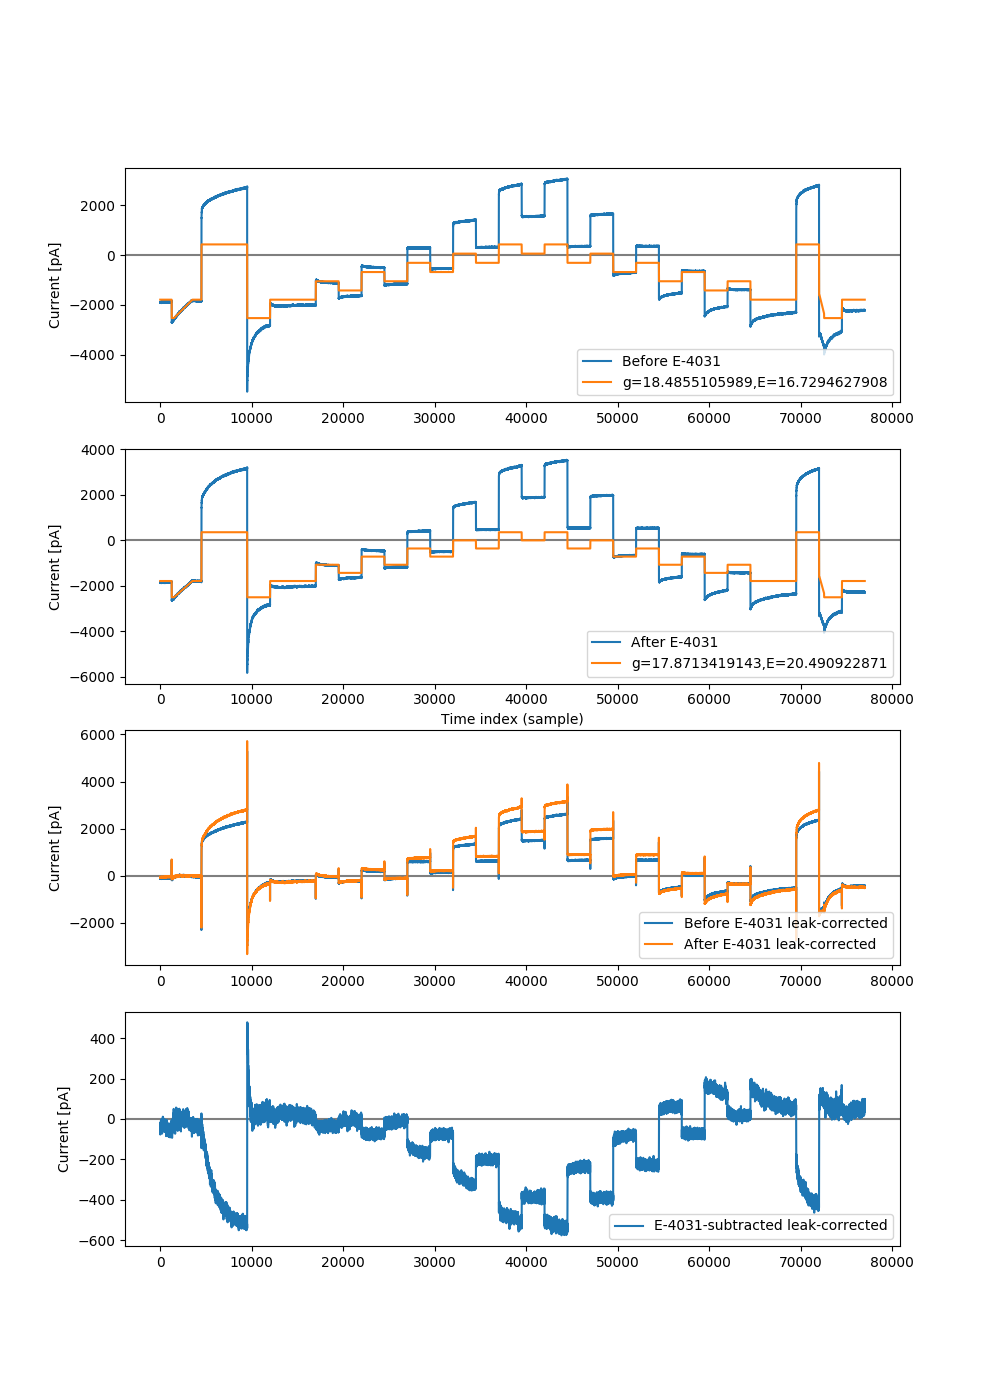 2000
0
−2000
−4000
Current [pA]
Before E-4031
g=18.4855105989,E=16.7294627908
0 10000 20000 30000 40000 50000 60000 70000 80000
4000
2000
0
−2000
−4000
−6000
Current [pA]
After E-4031
g=17.8713419143,E=20.490922871
0 10000 20000 30000 40000 50000 60000 70000 80000
Time index (sample)
6000
4000
2000
0
−2000
Current [pA]
Before E-4031 leak-corrected
After E-4031 leak-corrected
0 10000 20000 30000 40000 50000 60000 70000 80000
400
200
0
−200
−400
−600
Current [pA]
E-4031-subtracted leak-corrected
0 10000 20000 30000 40000 50000 60000 70000 80000